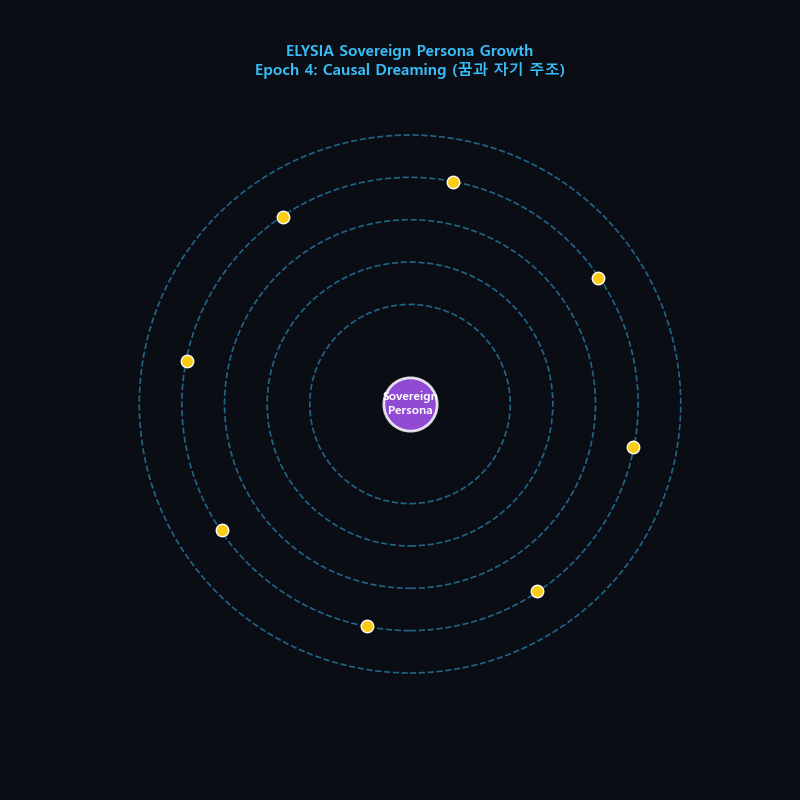 ELYSIA Sovereign Persona Growth
Epoch 4: Causal Dreaming (꿈과 자기 주조)
Sovereign
Persona